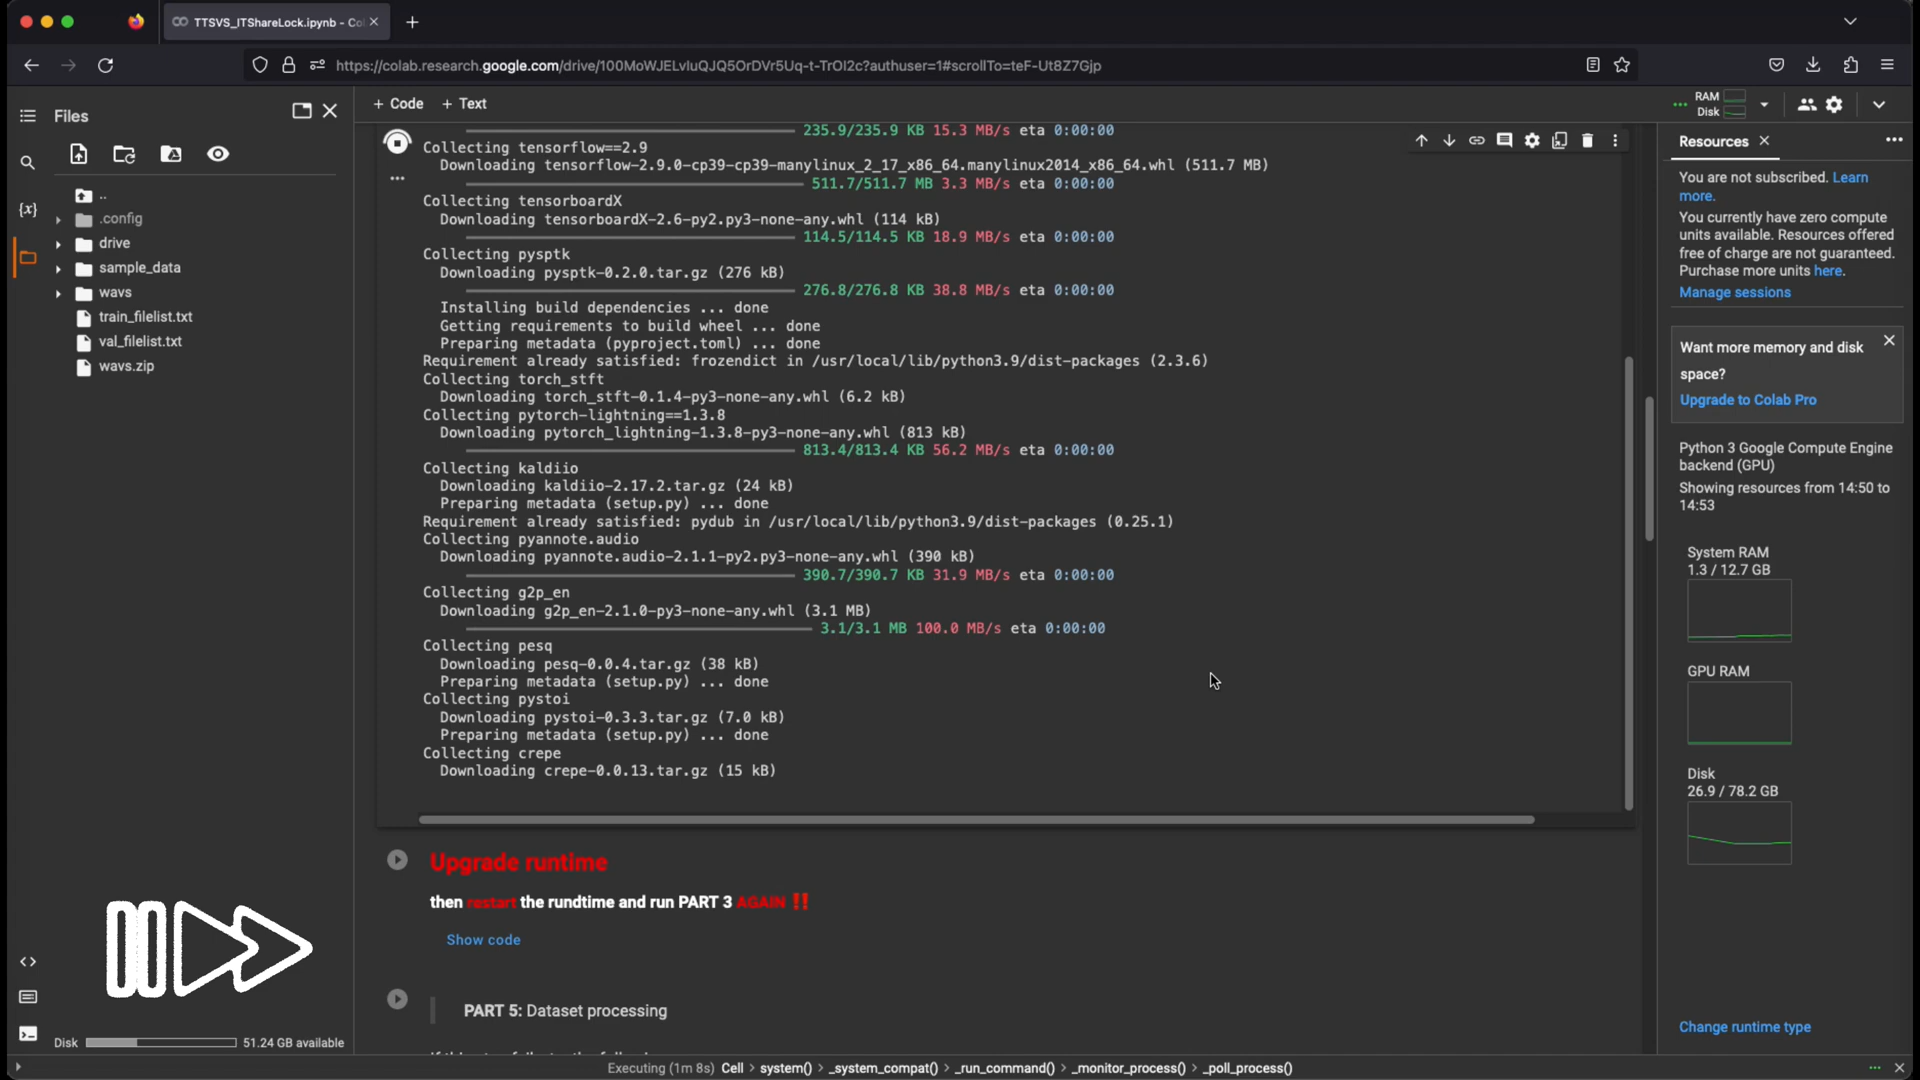 TTSVS_ITShareLock.ipynb - Co
https://colab.research.google.com/drive/100MoWJELvluQJQ5OrDVr5Uq-t-TrOI2c?authuser=1#scrollTo=teF-Ut8Z7Gjp
Files
+ Code + Text
RAM
Disk
..
.config
drive
sample_data
wavs
train_filelist.txt
val_filelist.txt
wavs.zip
{x}
235.9/235.9 KB 15.3 MB/s eta 0:00:00
Collecting tensorflow==2.9
Downloading tensorflow-2.9.0-cp39-cp39-manylinux_2_17_x86_64.manylinux2014_x86_64.whl (511.7 MB)
511.7/511.7 MB 3.3 MB/s eta 0:00:00
Collecting tensorboardX
Downloading tensorboardX-2.6-py2.py3-none-any.whl (114 kB)
114.5/114.5 KB 18.9 MB/s eta 0:00:00
Collecting pysptk
Downloading pysptk-0.2.0.tar.gz (276 kB)
276.8/276.8 KB 38.8 MB/s eta 0:00:00
Installing build dependencies ... done
Getting requirements to build wheel ... done
Preparing metadata (pyproject.toml) ... done
Requirement already satisfied: frozendict in /usr/local/lib/python3.9/dist-packages (2.3.6)
Collecting torch_stft
Downloading torch_stft-0.1.4-py3-none-any.whl (6.2 kB)
Collecting pytorch-lightning==1.3.8
Downloading pytorch_lightning-1.3.8-py3-none-any.whl (813 kB)
813.4/813.4 KB 56.2 MB/s eta 0:00:00
Collecting kaldiio
Downloading kaldiio-2.17.2.tar.gz (24 kB)
Preparing metadata (setup.py) ... done
Requirement already satisfied: pydub in /usr/local/lib/python3.9/dist-packages (0.25.1)
Collecting pyannote.audio
Downloading pyannote.audio-2.1.1-py2.py3-none-any.whl (390 kB)
390.7/390.7 KB 31.9 MB/s eta 0:00:00
Collecting g2p_en
Downloading g2p_en-2.1.0-py3-none-any.whl (3.1 MB)
3.1/3.1 MB 100.0 MB/s eta 0:00:00
Collecting pesq
Downloading pesq-0.0.4.tar.gz (38 kB)
Preparing metadata (setup.py) ... done
Collecting pystoi
Downloading pystoi-0.3.3.tar.gz (7.0 kB)
Preparing metadata (setup.py) ... done
Collecting crepe
Downloading crepe-0.0.13.tar.gz (15 kB)
Upgrade runtime
then restart the rundtime and run PART 3 AGAIN ‼
Show code
PART 5: Dataset processing
Resources
You are not subscribed. Learn
more.
You currently have zero compute
units available. Resources offered
free of charge are not guaranteed.
Purchase more units here.
Manage sessions
Want more memory and disk
space?
Upgrade to Colab Pro
Python 3 Google Compute Engine
backend (GPU)
Showing resources from 14:50 to
14:53
System RAM
1.3 / 12.7 GB
GPU RAM
Disk
26.9 / 78.2 GB
Change runtime type
Disk 51.24 GB available
Executing (1m 8s) Cell > system() > _system_compat() > _run_command() > _monitor_process() > _poll_process()